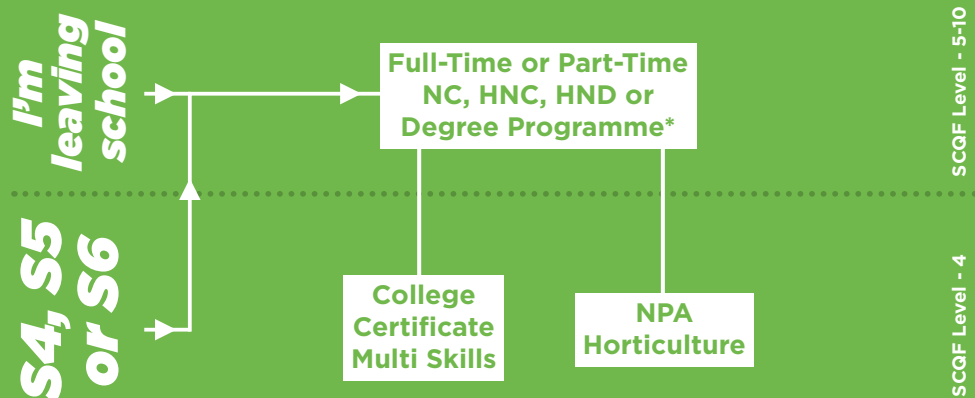 I'm
leaving
school
Full-Time or Part-Time
NC, HNC, HND or
Degree Programme*
SCQF Level - 5-10
S4, S5
or S6
College
Certificate
Multi Skills
NPA
Horticulture
SCQF Level - 4